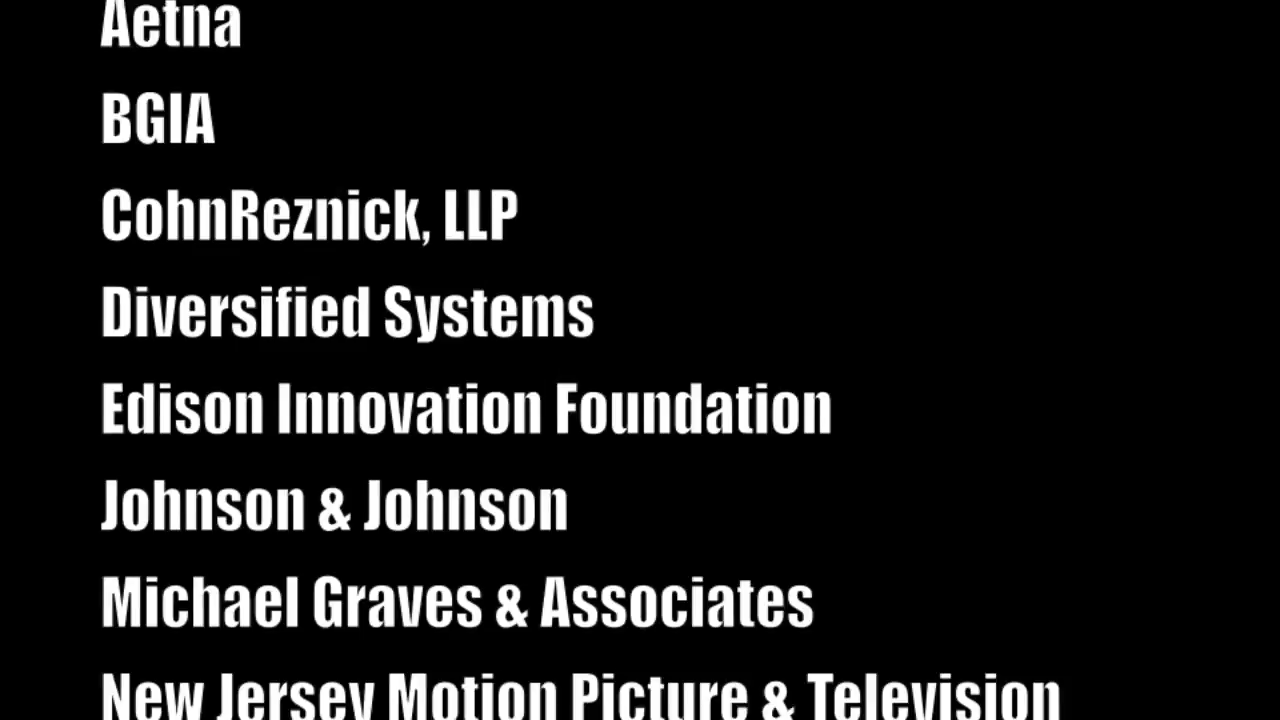 Aetna
BGIA
CohnReznick, LLP
Diversified Systems
Edison Innovation Foundation
Johnson & Johnson
Michael Graves & Associates
New Jersey Motion Picture & Television